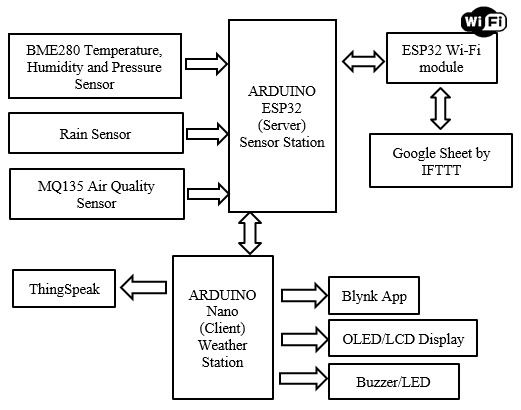 WiFi
BME280 Temperature,
Humidity and Pressure
Sensor
ARDUINO
ESP32
(Server)
Sensor Station
ESP32 Wi-Fi
module
Rain Sensor
Google Sheet by
IFTTT
MQ135 Air Quality
Sensor
ThingSpeak
ARDUINO
Nano
(Client)
Weather
Station
Blynk App
OLED/LCD Display
Buzzer/LED